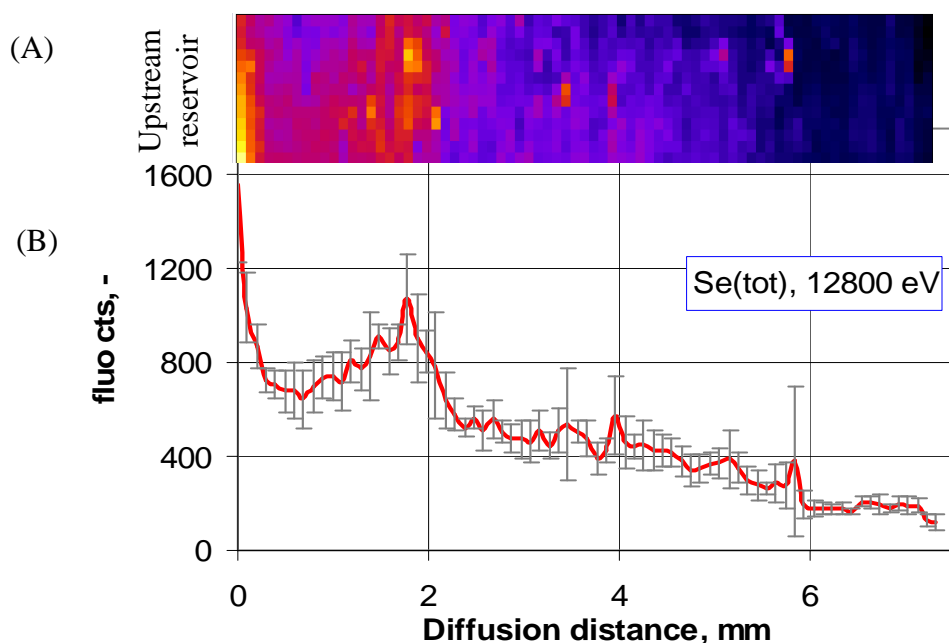 (A)
Upstream
reservoir
(B)
fluo cts, -
1600
1200
800
400
0
Se(tot), 12800 eV
0 2 4 6
Diffusion distance, mm